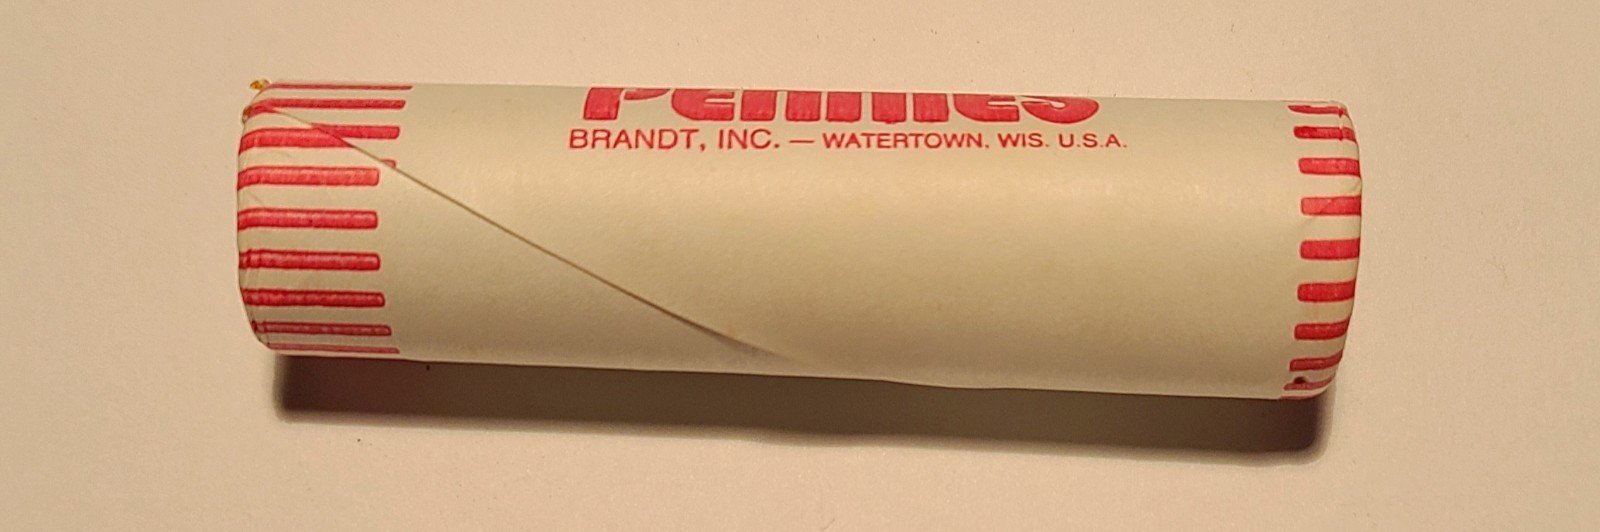 Pennies
BRANDT, INC. — WATERTOWN, WIS. U.S.A.